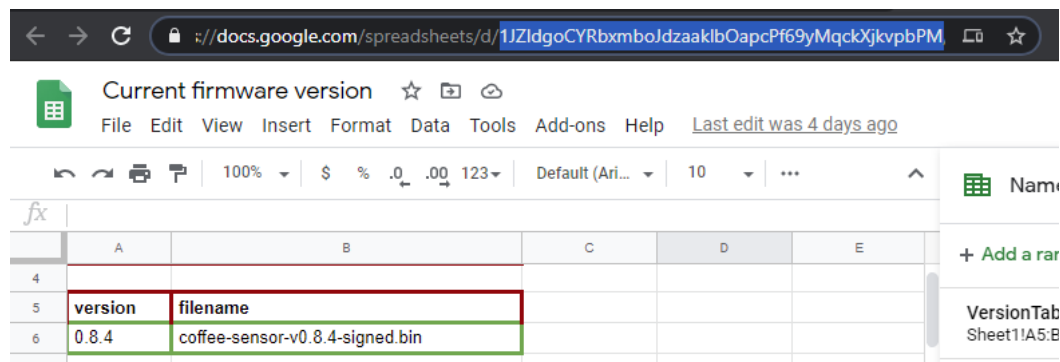 ://docs.google.com/spreadsheets/d/1JZIdgoCYRbxmboJdzaaklbOapcPf69yMqckXjkvpbPM
Current firmware version
File Edit View Insert Format Data Tools Add-ons Help Last edit was 4 days ago
100% $ % .0 .00 123 Default (Ari... 10 ...
Name
fx
A B C D E
+ Add a ran
4
5 version filename
VersionTab
6 0.8.4 coffee-sensor-v0.8.4-signed.bin
Sheet1!A5:B